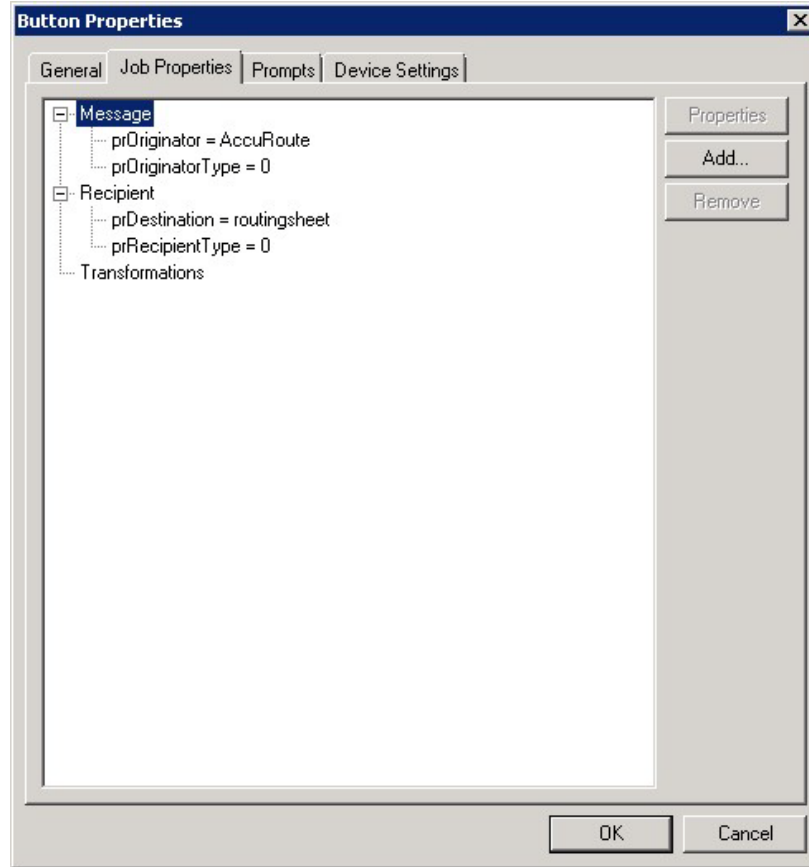 Button Properties
General Job Properties Prompts Device Settings
Message
prOriginator = AccuRoute
prOriginatorType = 0
Recipient
prDestination = routingsheet
prRecipientType = 0
Transformations
Properties
Add...
Remove
OK Cancel